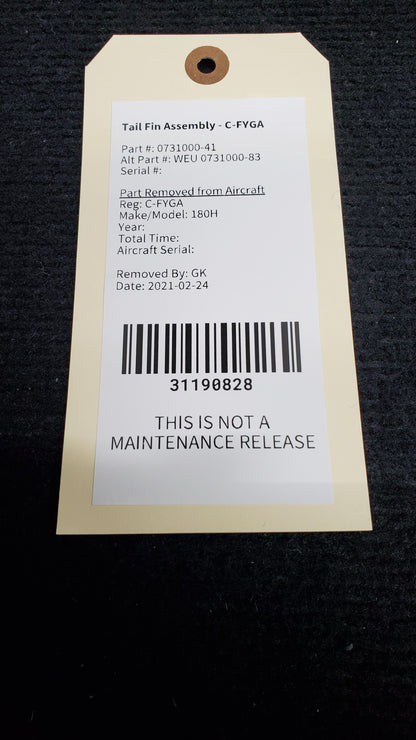 Tail Fin Assembly - C-FYGA
Part #: 0731000-41
Alt Part #: WEU 0731000-83
Serial #:
Part Removed from Aircraft
Reg: C-FYGA
Make/Model: 180H
Year:
Total Time:
Aircraft Serial:
Removed By: GK
Date: 2021-02-24
31190828
THIS IS NOT A
MAINTENANCE RELEASE